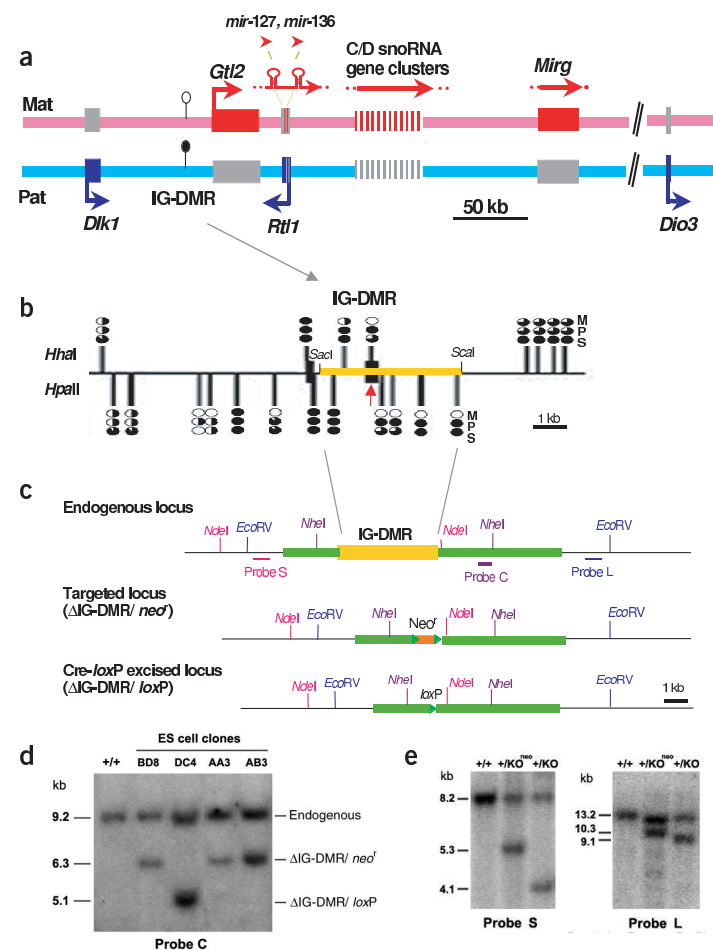 a
mir-127, mir-136
Gtl2
C/D snoRNA
gene clusters
Mirg
Mat
Pat
Dlk1
IG-DMR
Rtl1
50 kb
Dio3
b
IG-DMR
M
P
S
HhaI
SacI
ScaI
HpaII
M
P
S
1 kb
c
Endogenous locus
NdeI
EcoRV
NheI
IG-DMR
NdeI
NheI
EcoRV
Probe S
Probe C
Probe L
Targeted locus
(ΔIG-DMR/ neoʳ)
NdeI
EcoRV
NheI
Neoʳ
NdeI
NheI
EcoRV
Cre-loxP excised locus
(ΔIG-DMR/ loxP)
NdeI
EcoRV
NheI
loxP
NdeI
NheI
EcoRV
1 kb
d
ES cell clones
+/+ BD8 DC4 AA3 AB3
kb
9.2
Endogenous
6.3
ΔIG-DMR/ neoʳ
5.1
ΔIG-DMR/ loxP
Probe C
e
+/+ +/KOⁿᵉᵒ +/KO
kb
8.2
5.3
4.1
Probe S
+/+ +/KOⁿᵉᵒ +/KO
kb
13.2
10.3
9.1
Probe L